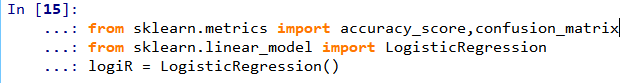 In [15]:
...: from sklearn.metrics import accuracy_score,confusion_matrix
...: from sklearn.linear_model import LogisticRegression
...: logiR = LogisticRegression()